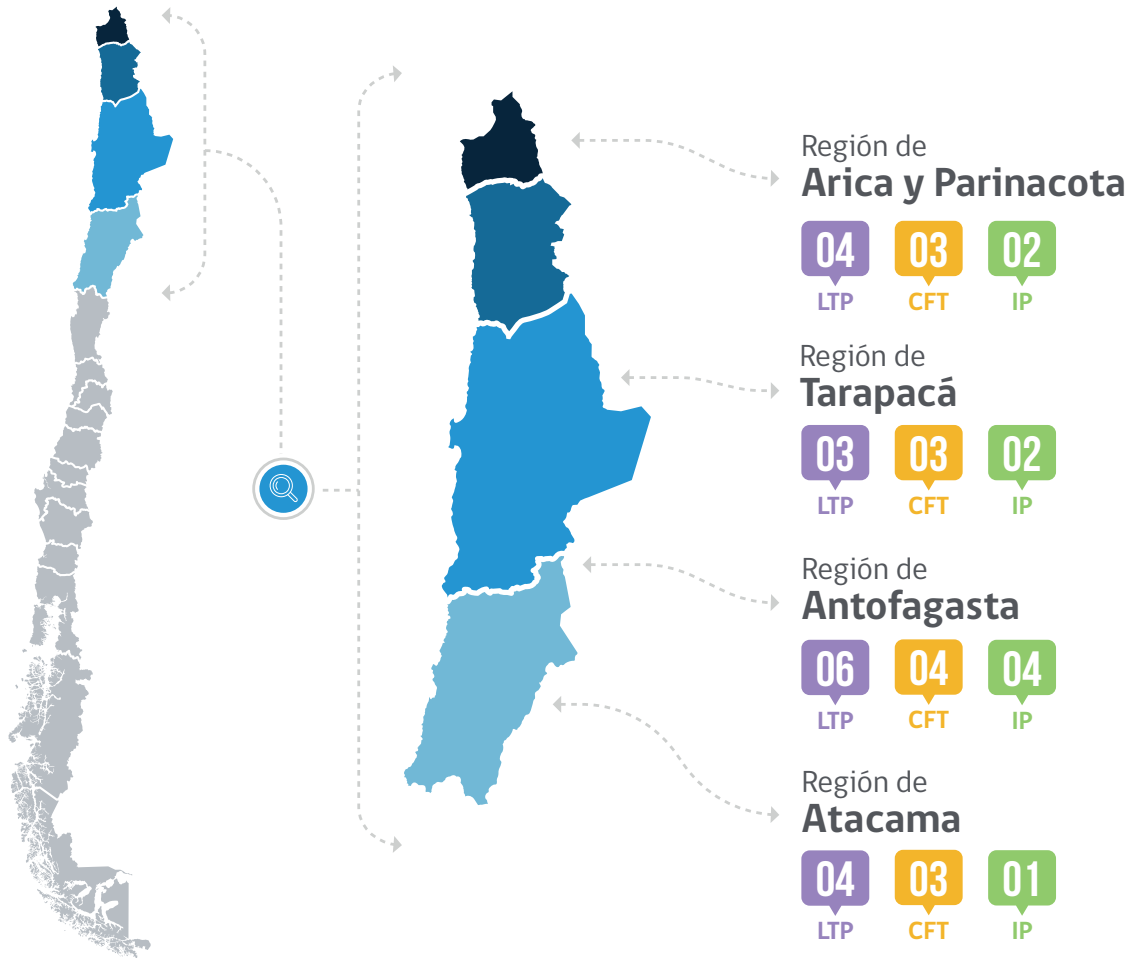 Región de
Arica y Parinacota
04 03 02
LTP CFT IP
Región de
Tarapacá
03 03 02
LTP CFT IP
Región de
Antofagasta
06 04 04
LTP CFT IP
Región de
Atacama
04 03 01
LTP CFT IP